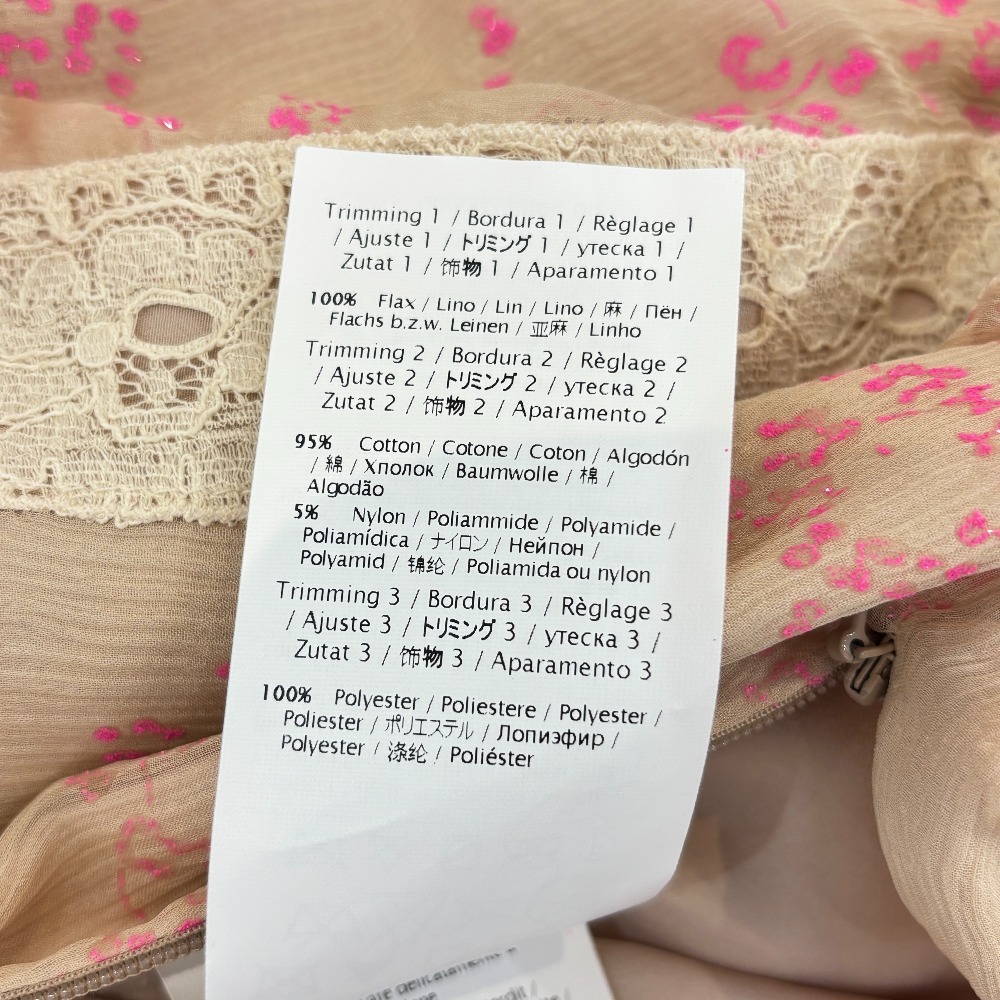 Trimming 1 / Bordura 1 / Règlage 1
/ Ajuste 1 / トリミング 1 / утеска 1 /
Zutat 1 / 饰物 1 / Aparamento 1
100% Flax / Lino / Lin / Lino / 麻 / Пён /
Flachs b.z.w. Leinen / 亚麻 / Linho
Trimming 2 / Bordura 2 / Règlage 2
/ Ajuste 2 / トリミング 2 / утеска 2 /
Zutat 2 / 饰物 2 / Aparamento 2
95% Cotton / Cotone / Coton / Algodón
/ 綿 / Хполок / Baumwolle / 棉 /
Algodão
5% Nylon / Poliammide / Polyamide /
Poliamídica / ナイロン / Нейпон /
Polyamid / 锦纶 / Poliamida ou nylon
Trimming 3 / Bordura 3 / Règlage 3
/ Ajuste 3 / トリミング 3 / утеска 3 /
Zutat 3 / 饰物 3 / Aparamento 3
100% Polyester / Poliestere / Polyester /
Poliester / ポリエステル / Лопиэфир /
Polyester / 涤纶 / Poliéster